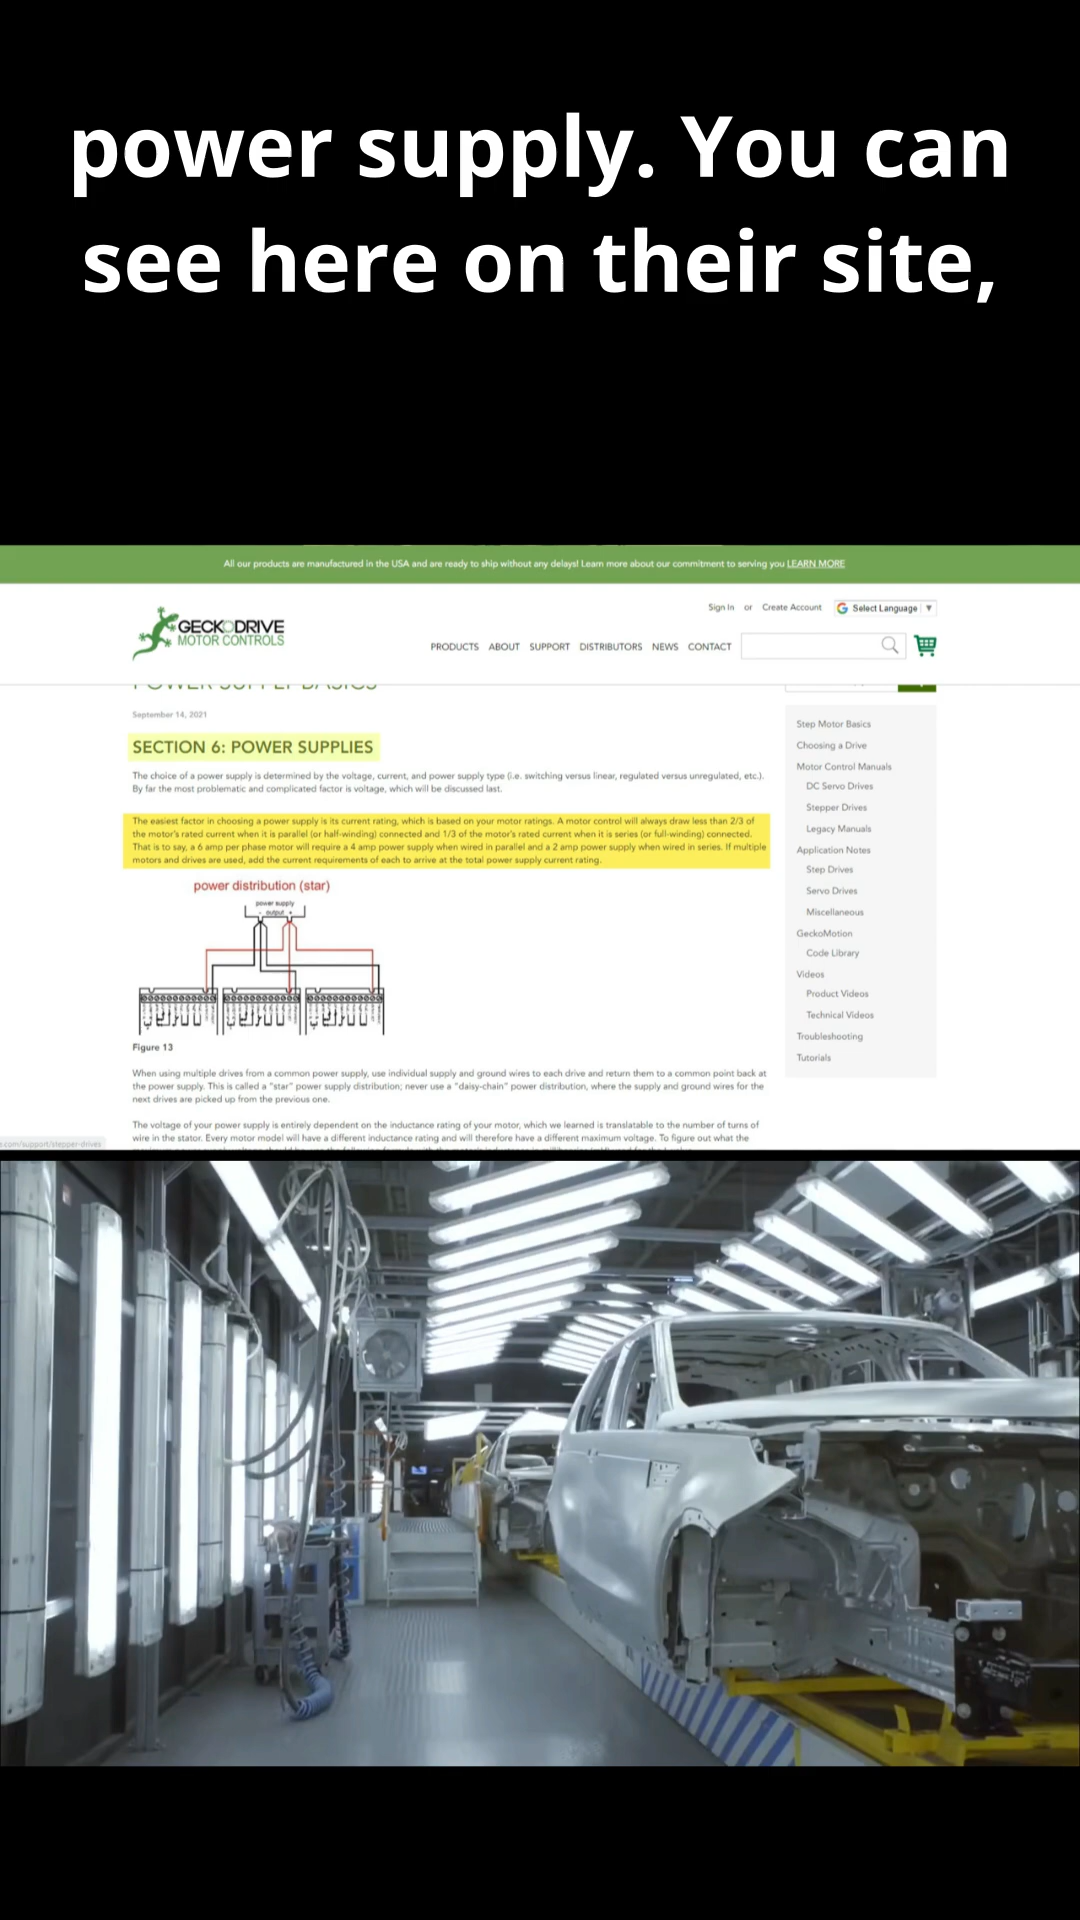 power supply. You can
see here on their site,
All our products are manufactured in the USA and are ready to ship without any delays! Learn more about our commitment to serving you LEARN MORE
Sign In or Create Account Select Language ▼
GECKODRIVE
MOTOR CONTROLS
PRODUCTS ABOUT SUPPORT DISTRIBUTORS NEWS CONTACT
POWER SUPPLY BASICS
September 14, 2021
SECTION 6: POWER SUPPLIES
The choice of a power supply is determined by the voltage, current, and power supply type (i.e. switching versus linear, regulated versus unregulated, etc.).
By far the most problematic and complicated factor is voltage, which will be discussed last.
The easiest factor in choosing a power supply is its current rating, which is based on your motor ratings. A motor control will always draw less than 2/3 of
the motor's rated current when it is parallel (or half-winding) connected and 1/3 of the motor's rated current when it is series (or full-winding) connected.
That is to say, a 6 amp per phase motor will require a 4 amp power supply when wired in parallel and a 2 amp power supply when wired in series. If multiple
motors and drives are used, add the current requirements of each to arrive at the total power supply current rating.
power distribution (star)
power supply
- output +
Figure 13
When using multiple drives from a common power supply, use individual supply and ground wires to each drive and return them to a common point back at
the power supply. This is called a "star" power supply distribution; never use a "daisy-chain" power distribution, where the supply and ground wires for the
next drives are picked up from the previous one.
The voltage of your power supply is entirely dependent on the inductance rating of your motor, which we learned is translatable to the number of turns of
wire in the stator. Every motor model will have a different inductance rating and will therefore have a different maximum voltage. To figure out what the
Step Motor Basics
Choosing a Drive
Motor Control Manuals
DC Servo Drives
Stepper Drives
Legacy Manuals
Application Notes
Step Drives
Servo Drives
Miscellaneous
GeckoMotion
Code Library
Videos
Product Videos
Technical Videos
Troubleshooting
Tutorials
s.com/support/stepper-drives